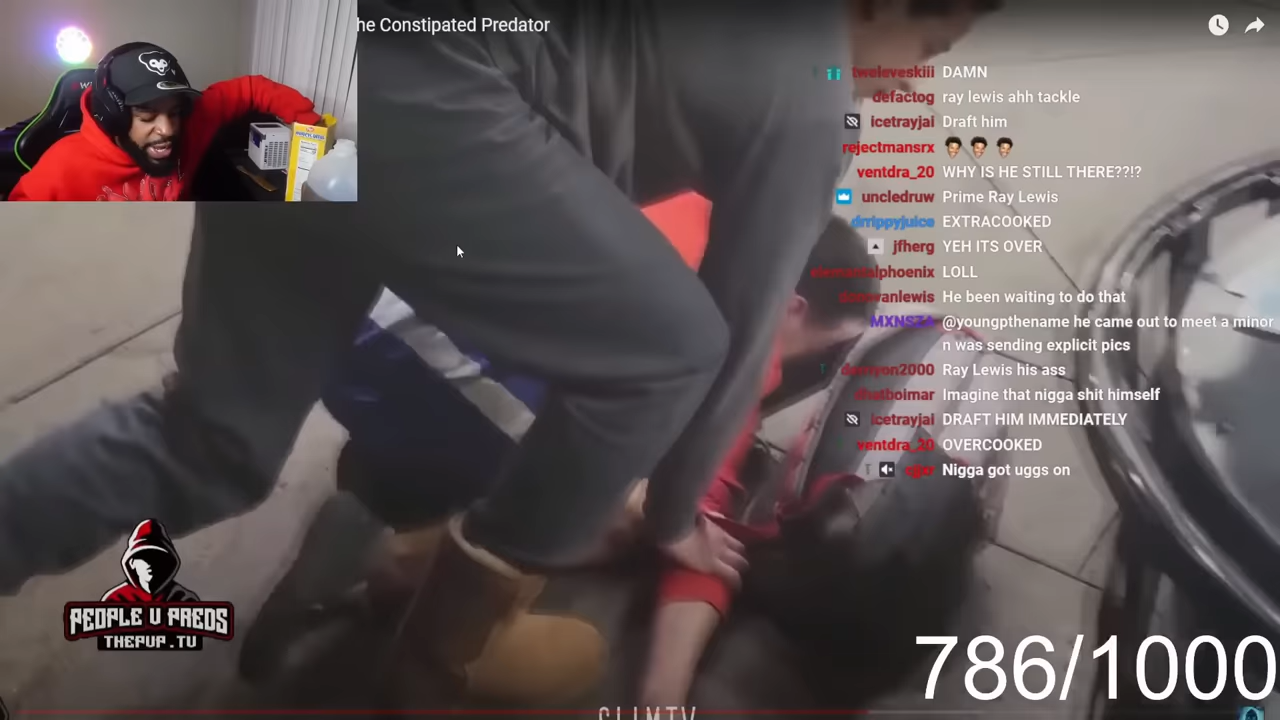 he Constipated Predator
tweleveskiii DAMN
defactog ray lewis ahh tackle
icetrayjai Draft him
rejectmansrx
ventdra_20 WHY IS HE STILL THERE??!?
uncledruw Prime Ray Lewis
drrippyjuice EXTRACOOKED
jfherg YEH ITS OVER
LOLL
He been waiting to do that
MXNSZA @youngpthename he came out to meet a minor
n was sending explicit pics
Ray Lewis his ass
Imagine that nigga shit himself
icetrayjai DRAFT HIM IMMEDIATELY
ventdra_20 OVERCOOKED
Nigga got uggs on
PEOPLE V PREDS
THEPVP.TV
786/1000